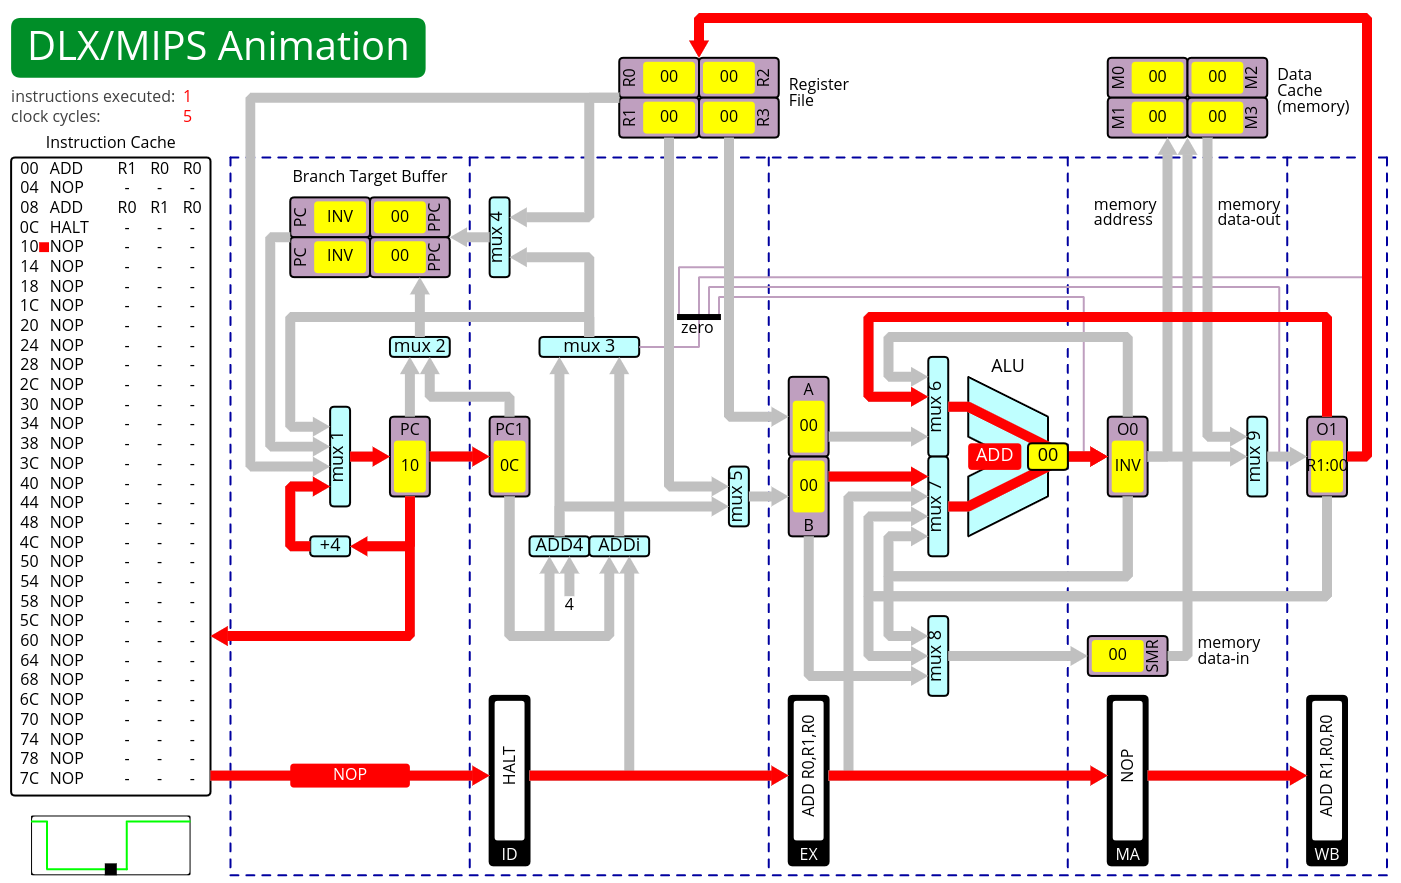 DLX/MIPS Animation
instructions executed: 1
clock cycles: 5
Instruction Cache
00 ADD R1 R0 R0
04 NOP - - -
08 ADD R0 R1 R0
0C HALT - - -
10 NOP - - -
14 NOP - - -
18 NOP - - -
1C NOP - - -
20 NOP - - -
24 NOP - - -
28 NOP - - -
2C NOP - - -
30 NOP - - -
34 NOP - - -
38 NOP - - -
3C NOP - - -
40 NOP - - -
44 NOP - - -
48 NOP - - -
4C NOP - - -
50 NOP - - -
54 NOP - - -
58 NOP - - -
5C NOP - - -
60 NOP - - -
64 NOP - - -
68 NOP - - -
6C NOP - - -
70 NOP - - -
74 NOP - - -
78 NOP - - -
7C NOP - - -
R0 00 00 R2
R1 00 00 R3
Register
File
M0 00 00 M2
M1 00 00 M3
Data
Cache
(memory)
Branch Target Buffer
PC INV 00 PPC
PC INV 00 PPC
mux 4
memory
address
memory
data-out
zero
mux 2
mux 3
mux 1
PC
10
PC1
0C
+4
ADD4
ADDi
4
mux 5
A
00
00
B
mux 6
mux 7
ALU
ADD
00
O0
INV
mux 9
O1
R1:00
mux 8
00 SMR
memory
data-in
NOP
HALT
ID
ADD R0,R1,R0
EX
NOP
MA
ADD R1,R0,R0
WB